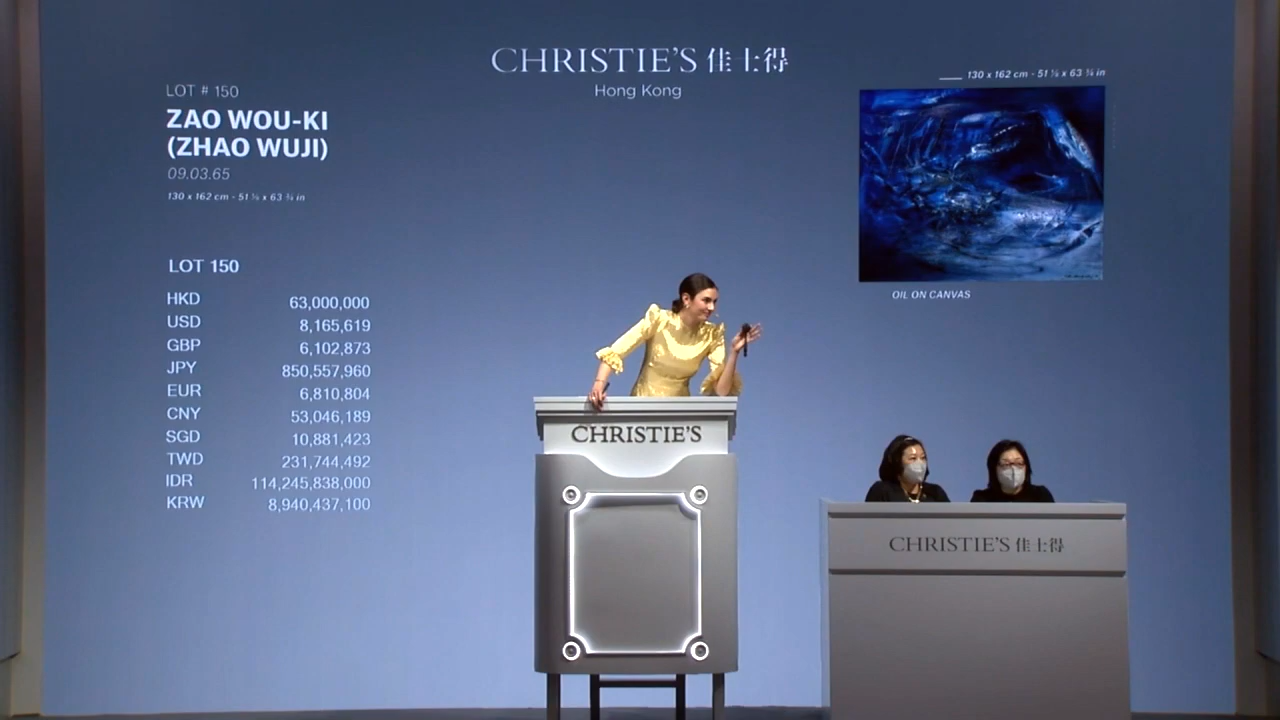 CHRISTIE'S 佳士得
Hong Kong
LOT # 150
ZAO WOU-KI
(ZHAO WUJI)
09.03.65
130 x 162 cm - 51 ⅛ x 63 ¾ in
LOT 150
HKD 63,000,000
USD 8,165,619
GBP 6,102,873
JPY 850,557,960
EUR 6,810,804
CNY 53,046,189
SGD 10,881,423
TWD 231,744,492
IDR 114,245,838,000
KRW 8,940,437,100
130 x 162 cm - 51 ⅛ x 63 ¾ in
OIL ON CANVAS
CHRISTIE'S
CHRISTIE'S 佳士得